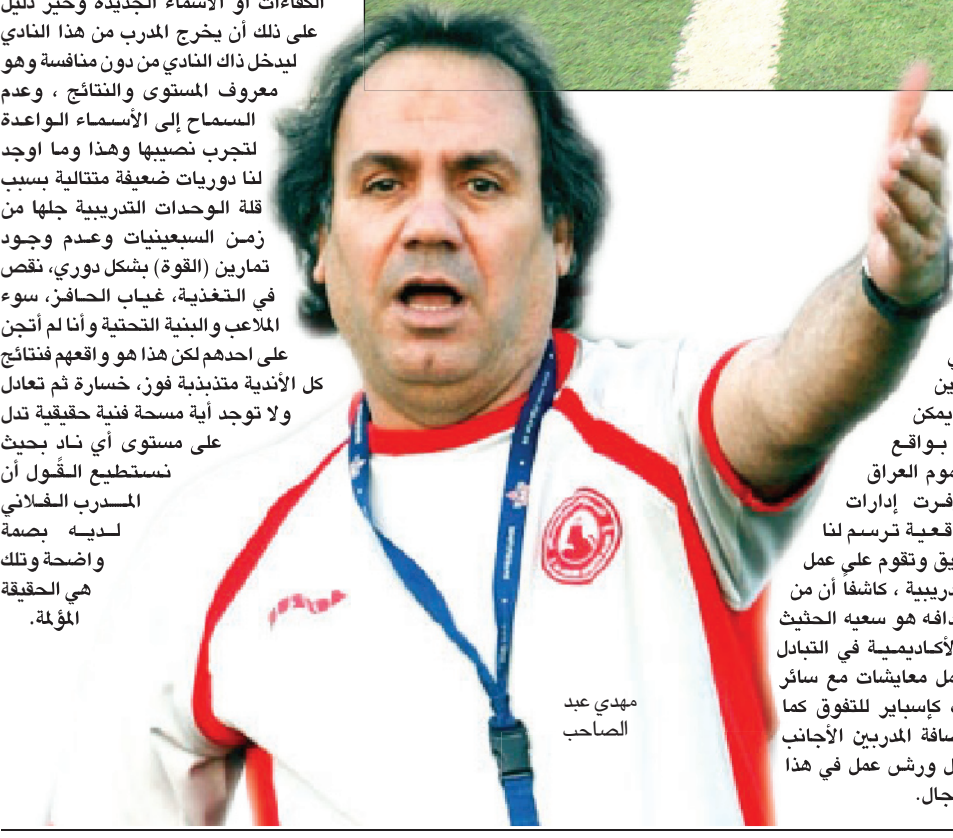 ي
ين
يمكن
بواقع
موم العراق
فرت إدارات
قعية ترسم لنا
يق وتقوم على عمل
دريبية ، كاشفاً أن من
دافه هو سعيه الحثيث
لأكاديمية في التبادل
مل معايشات مع سائر
كإسباير للتفوق كما
سافة المدربين الأجانب
ل ورش عمل في هذا
جال.
مهدي عبد
الصاحب
الكفاءات او الأسماء الجديدة وخير دليل
على ذلك أن يخرج المدرب من هذا النادي
ليدخل ذاك النادي من دون منافسة وهو
معروف المستوى والنتائج ، وعدم
السماح إلى الأسماء الواعدة
لتجرب نصيبها وهذا وما اوجد
لنا دوريات ضعيفة متتالية بسبب
قلة الوحدات التدريبية جلها من
زمن السبعينيات وعدم وجود
تمارين (القوة) بشكل دوري، نقص
في التغذية، غياب الحافز، سوء
الملاعب والبنية التحتية وأنا لم أتجن
على احدهم لكن هذا هو واقعهم فنتائج
كل الأندية متذبذبة فوز، خسارة ثم تعادل
ولا توجد أية مسحة فنية حقيقية تدل
على مستوى أي ناد بحيث
نستطيع القَول أن
المدرب الفلاني
لديه بصمة
واضحة وتلك
هي الحقيقة
المؤلمة.